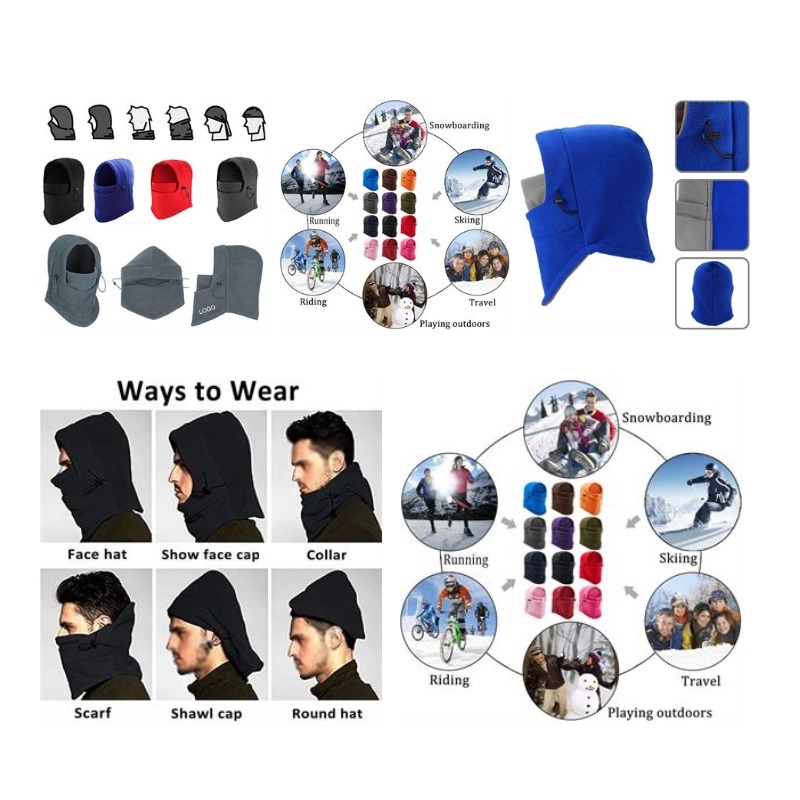 Snowboarding
Running
Skiing
Riding
Travel
Playing outdoors
LOGO
Ways to Wear
Face hat
Show face cap
Collar
Scarf
Shawl cap
Round hat
Snowboarding
Running
Skiing
Riding
Travel
Playing outdoors